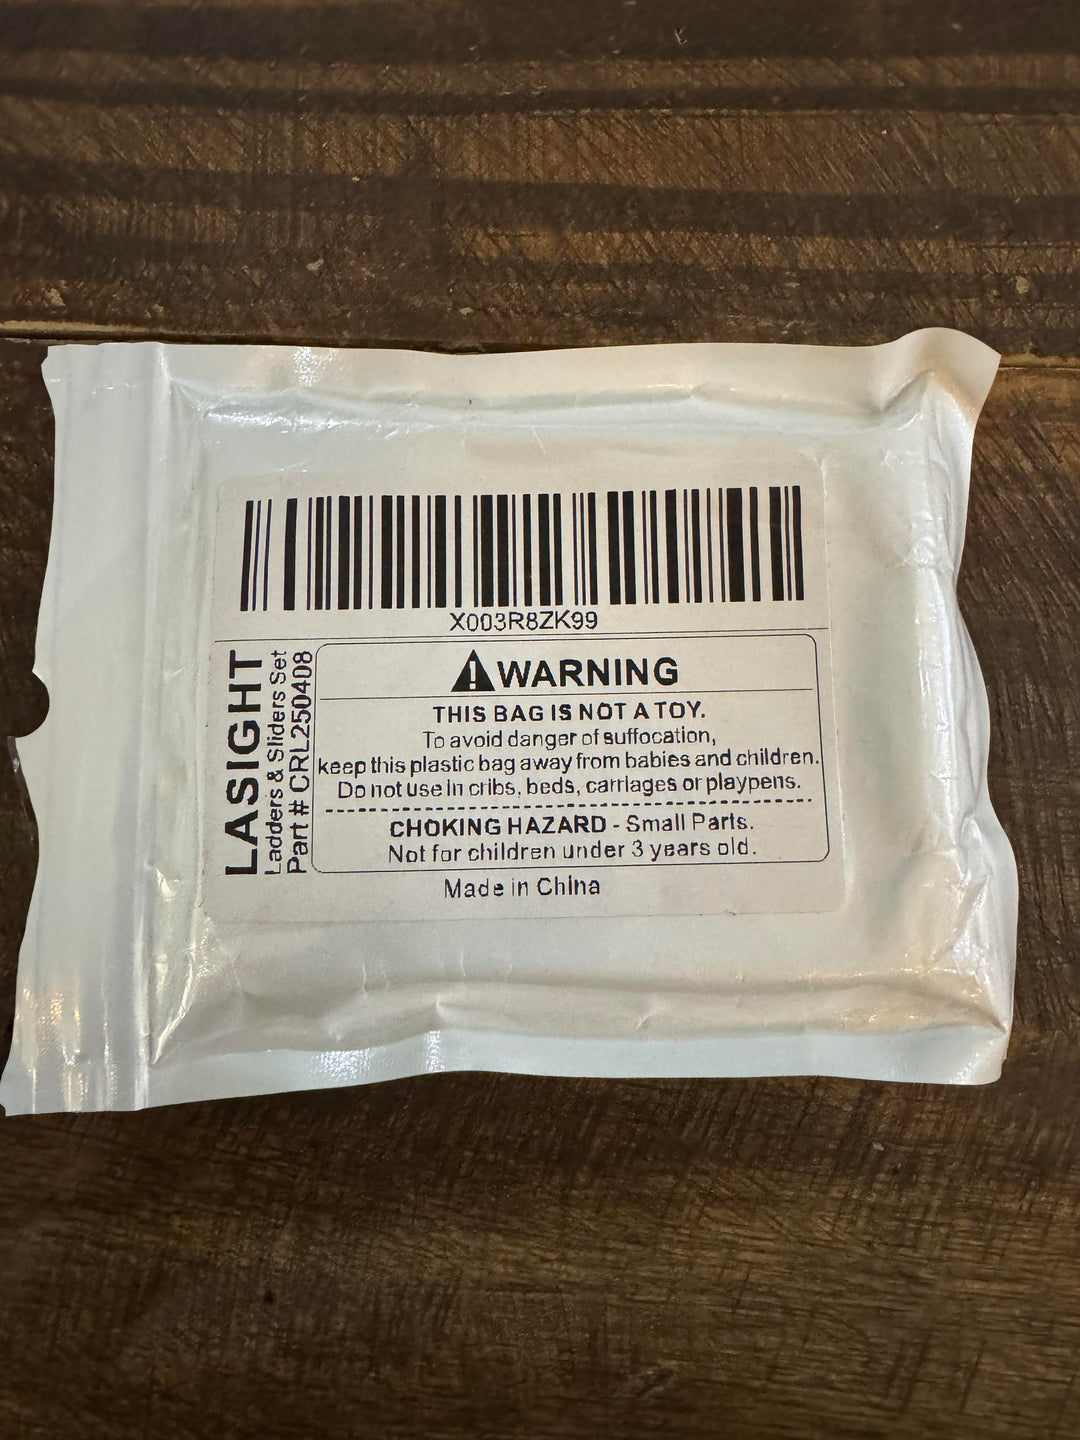 X003R8ZK99
LASIGHT
Ladders & Sliders Set
Part # CRL250408
WARNING
THIS BAG IS NOT A TOY.
To avoid danger of suffocation,
keep this plastic bag away from babies and children.
Do not use in cribs, beds, carriages or playpens.
CHOKING HAZARD - Small Parts.
Not for children under 3 years old.
Made in China